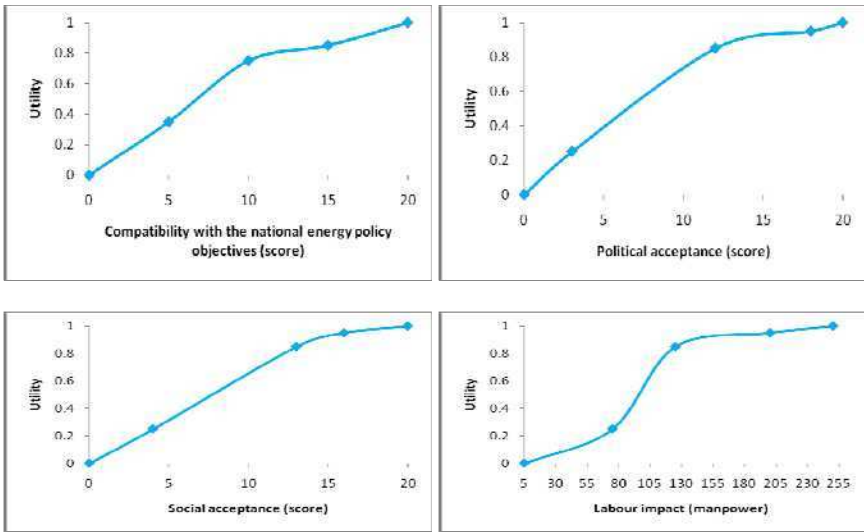 1
0.8
0.6
0.4
0.2
0
Utility
0 5 10 15 20
Compatibility with the national energy policy
objectives (score)
1
0.8
0.6
0.4
0.2
0
Utility
0 5 10 15 20
Political acceptance (score)
1
0.8
0.6
0.4
0.2
0
Utility
0 5 10 15 20
Social acceptance (score)
1
0.8
0.6
0.4
0.2
0
Utility
5 30 55 80 105 130 155 180 205 230 255
Labour impact (manpower)